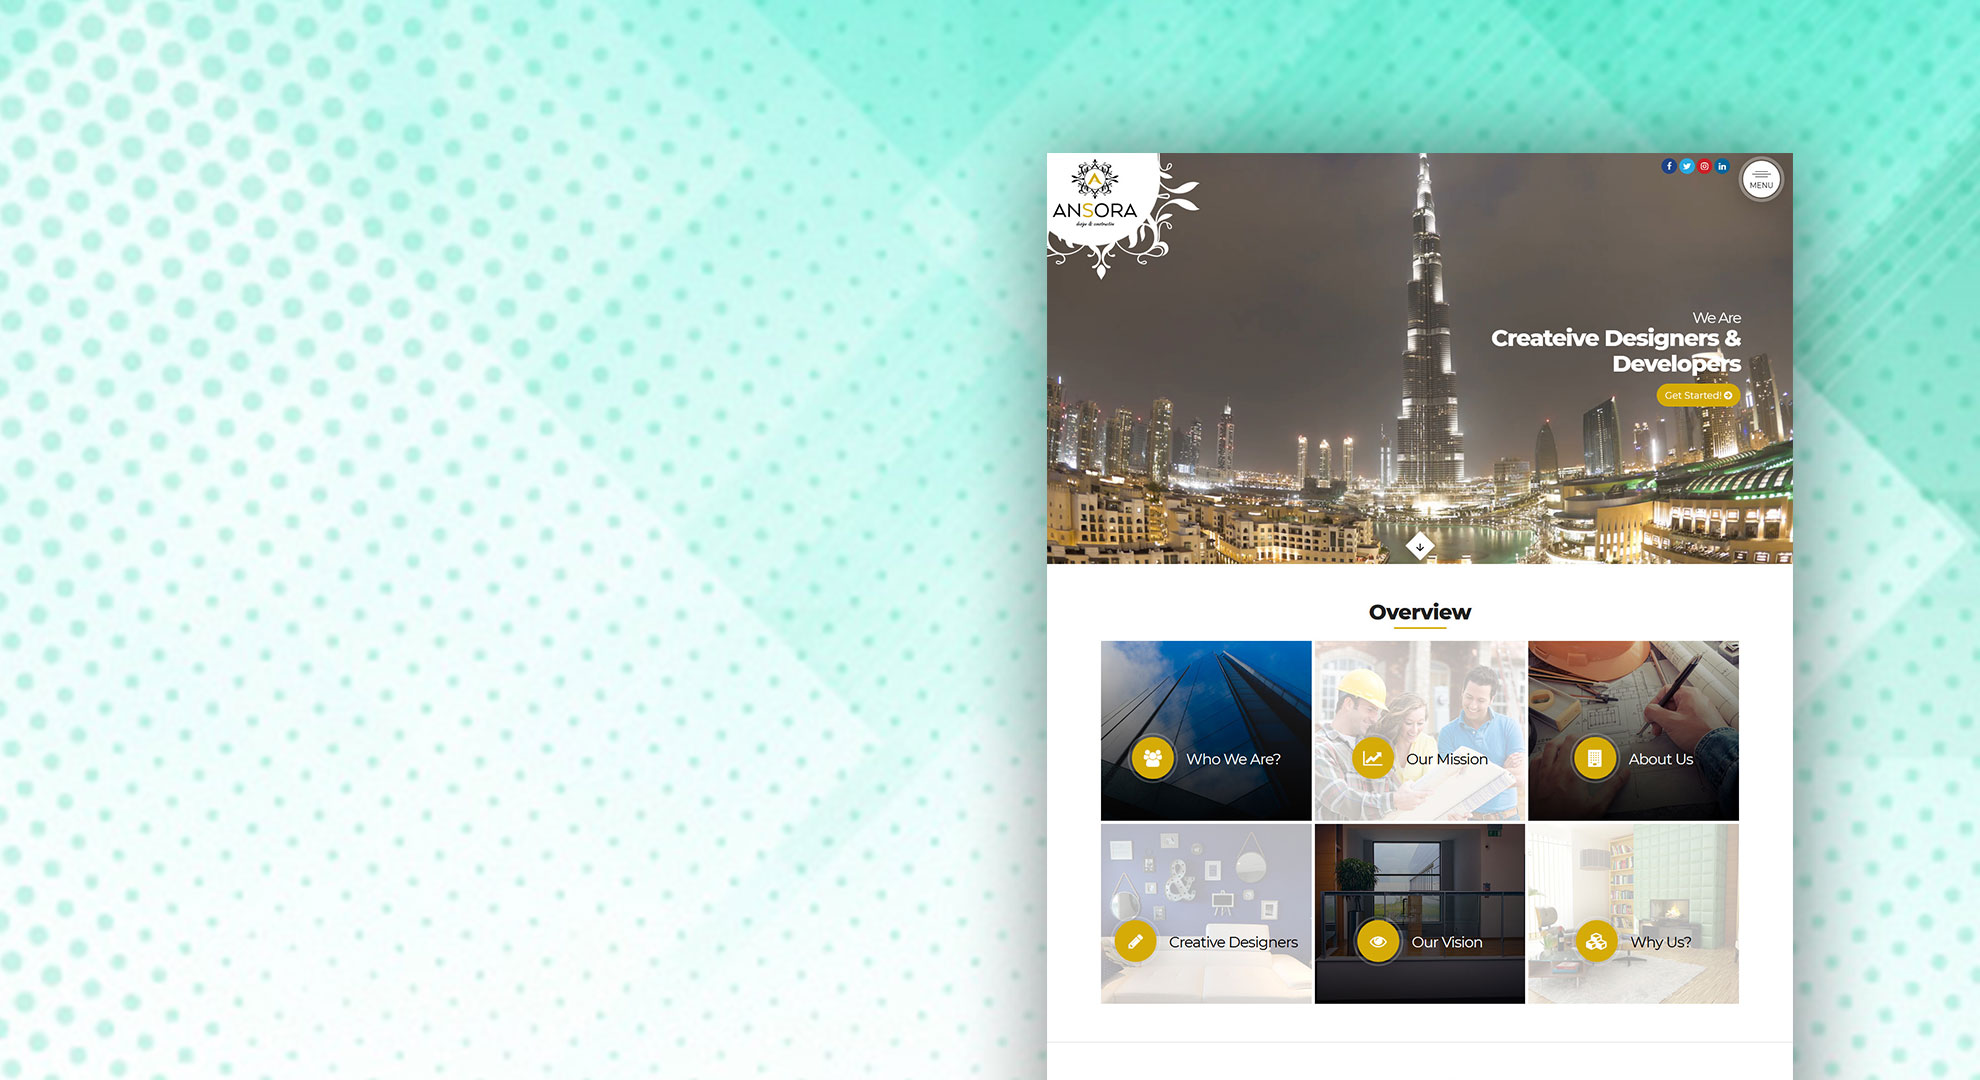 ANSORA
design & construction
MENU
We Are
Createive Designers &
Developers
Get Started!
Overview
Who We Are?
Our Mission
About Us
&
Creative Designers
Our Vision
Why Us?